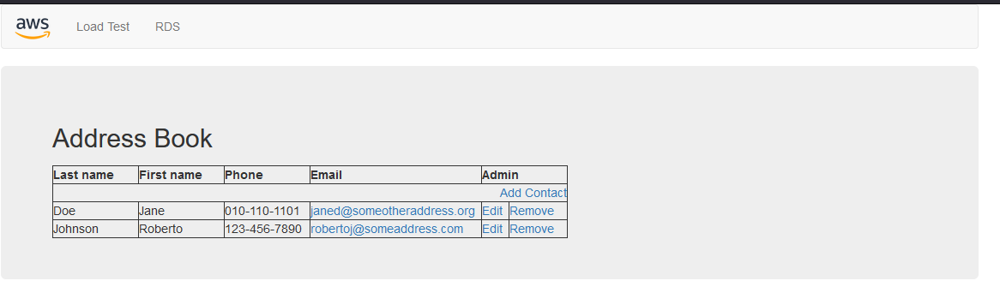 aws Load Test RDS
Address Book
Last name First name Phone Email Admin
Add Contact
Doe Jane 010-110-1101 janed@someotheraddress.org Edit Remove
Johnson Roberto 123-456-7890 robertoj@someaddress.com Edit Remove